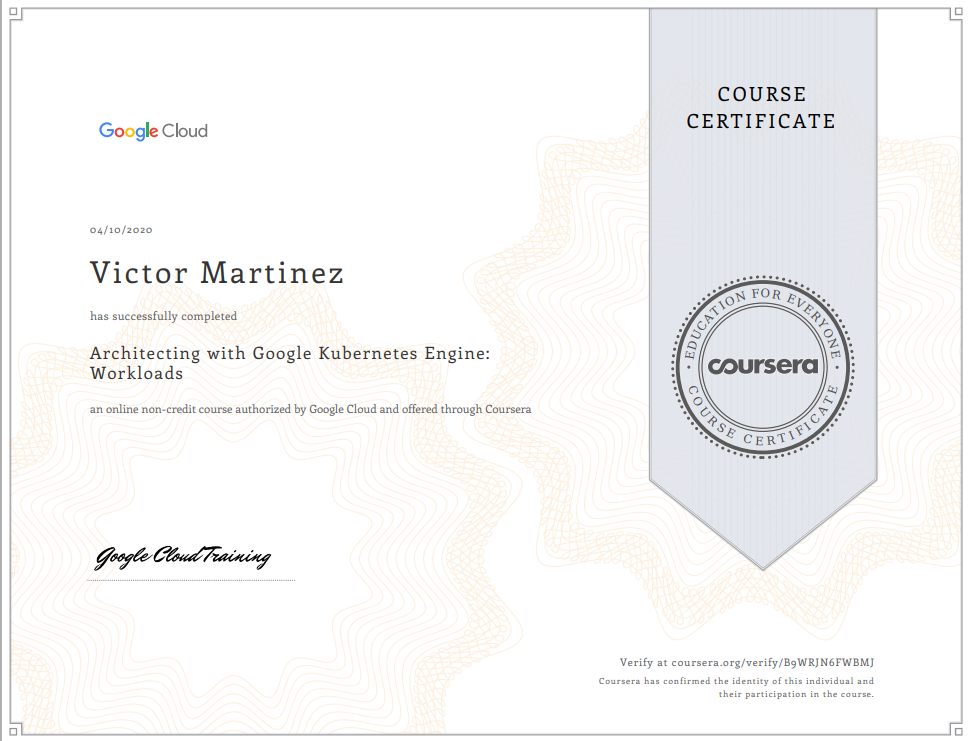 COURSE
CERTIFICATE
Google Cloud
04/10/2020
Victor Martinez
has successfully completed
Architecting with Google Kubernetes Engine:
Workloads
an online non-credit course authorized by Google Cloud and offered through Coursera
EDUCATION FOR EVERYONE
coursera
COURSE CERTIFICATE
Google Cloud Training
Verify at coursera.org/verify/B9WRJN6FWBMJ
Coursera has confirmed the identity of this individual and
their participation in the course.